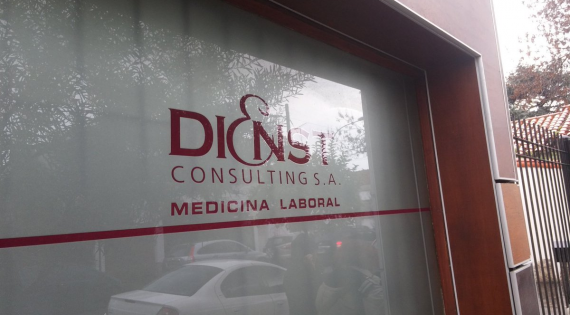 DIENST
CONSULTING S.A.
MEDICINA LABORAL